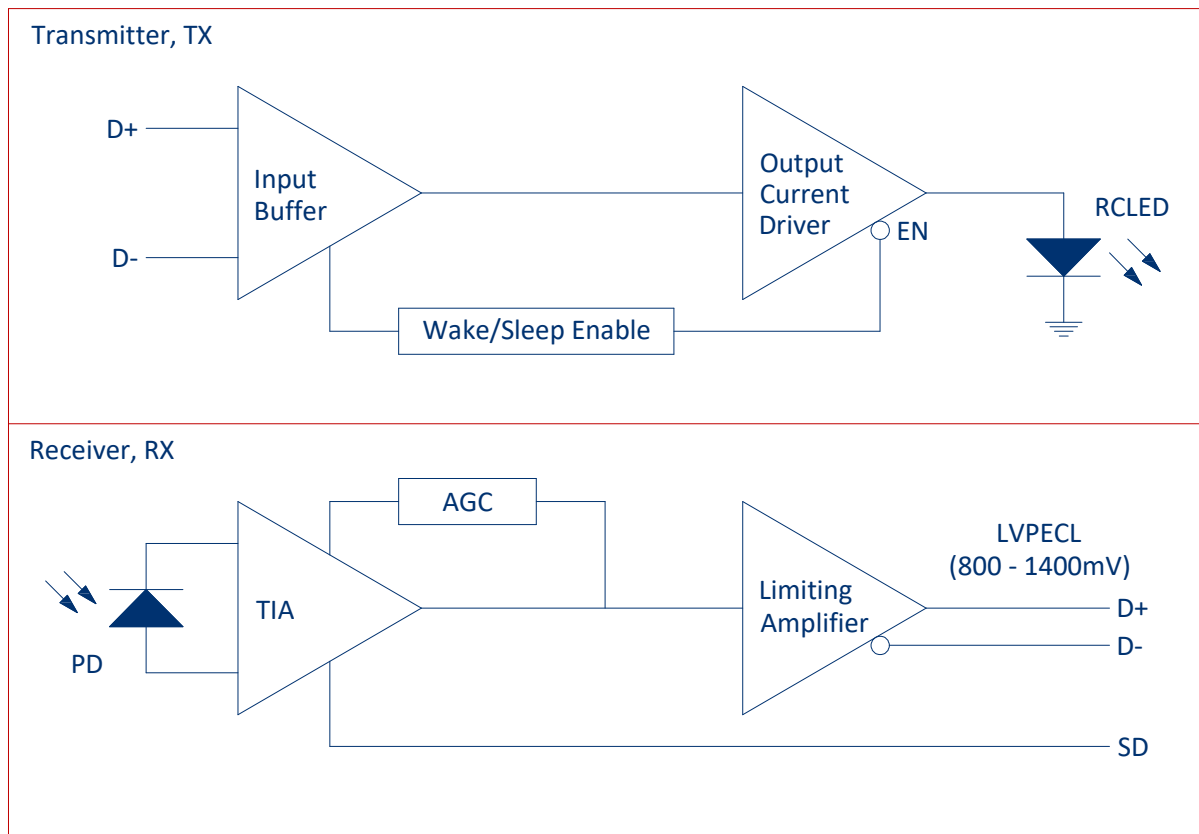 Transmitter, TX
D+
D-
Input
Buffer
Output
Current
Driver
EN
RCLED
Wake/Sleep Enable
Receiver, RX
AGC
PD
TIA
Limiting
Amplifier
LVPECL
(800 - 1400mV)
D+
D-
SD